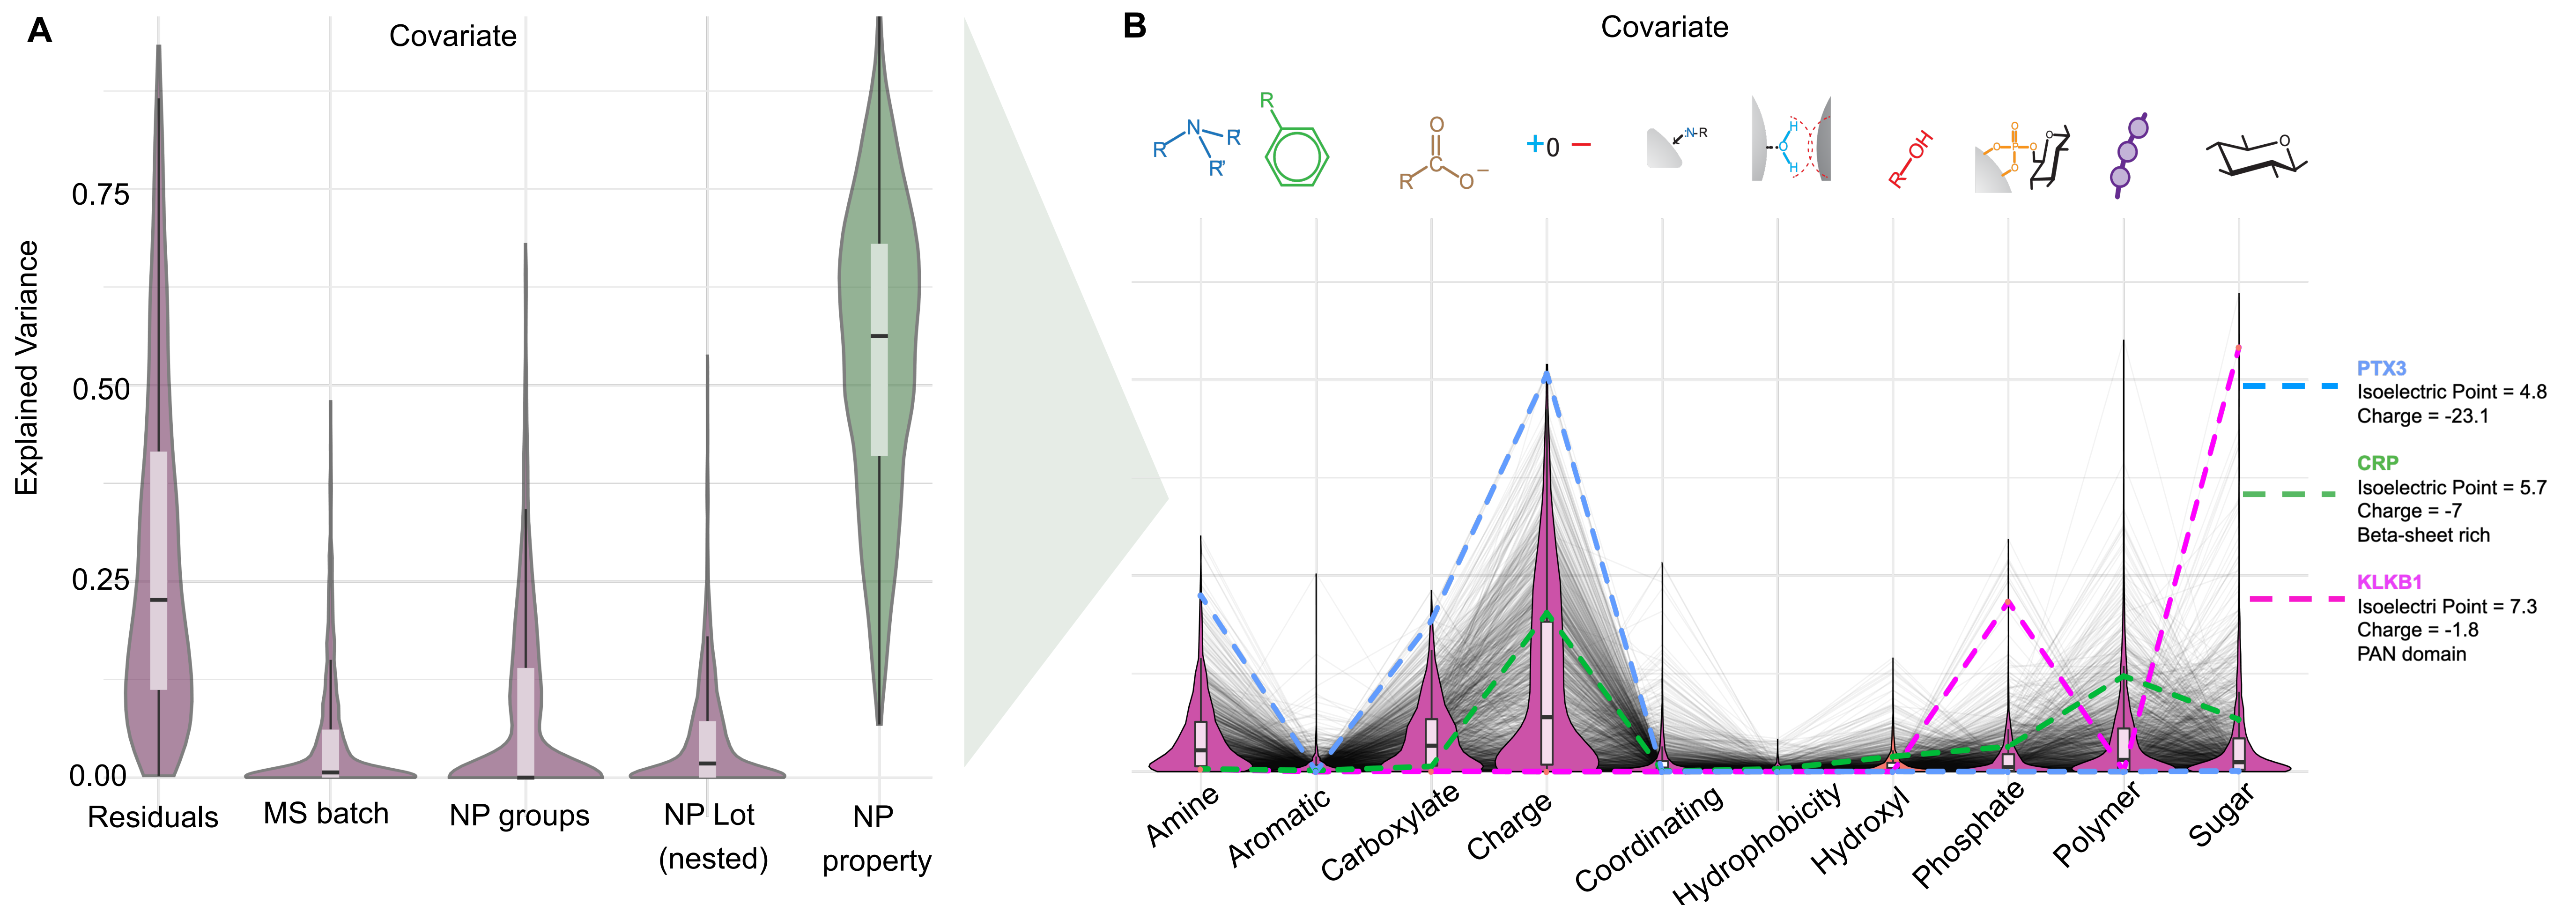 A
Covariate
Explained Variance
0.75
0.50
0.25
0.00
Residuals
MS batch
NP groups
NP Lot
(nested)
NP
property
B
Covariate
R
N
R'
R''
R
R
O
O−
+0 −
:N-R
H
O
H
R-OH
O
O
P
O
O
O
O
Amine
Aromatic
Carboxylate
Charge
Coordinating
Hydrophobicity
Hydroxyl
Phosphate
Polymer
Sugar
PTX3
Isoelectric Point = 4.8
Charge = -23.1
CRP
Isoelectric Point = 5.7
Charge = -7
Beta-sheet rich
KLKB1
Isoelectri Point = 7.3
Charge = -1.8
PAN domain